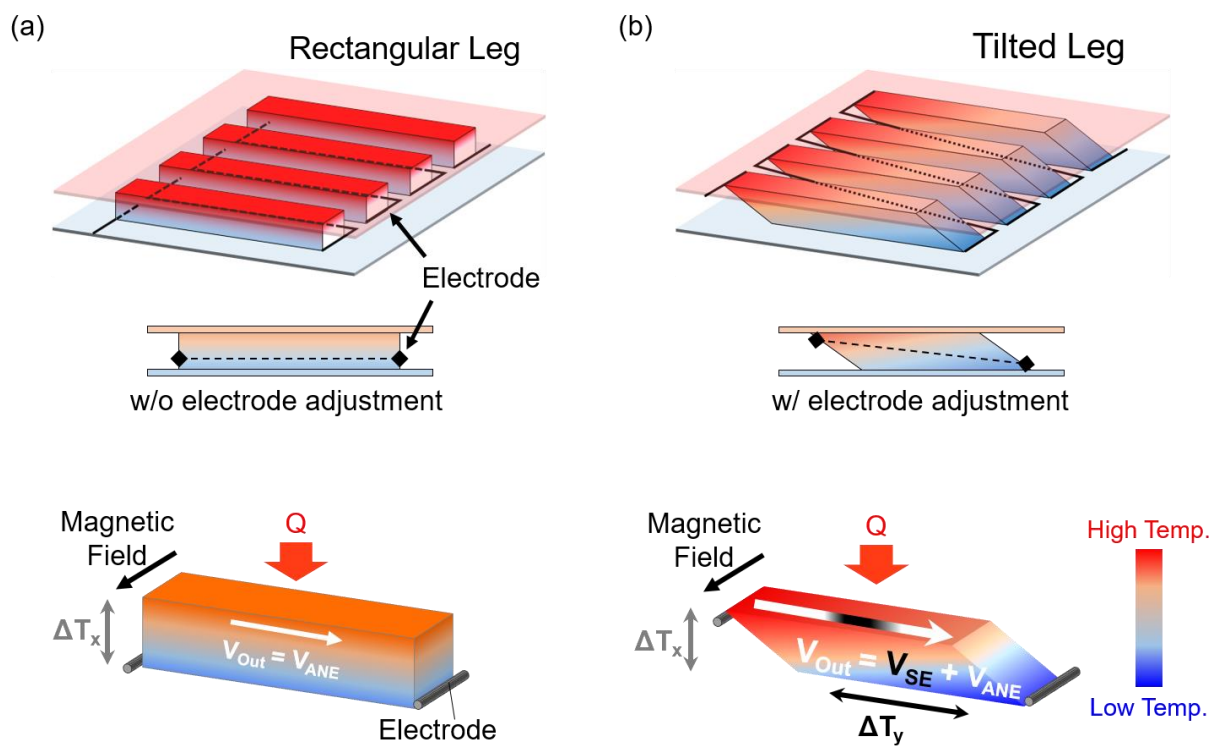 (a)
Rectangular Leg
Electrode
w/o electrode adjustment
Magnetic
Field
Q
ΔTx
VOut = VANE
Electrode
(b)
Tilted Leg
w/ electrode adjustment
Magnetic
Field
Q
ΔTx
VOut = VSE + VANE
ΔTy
High Temp.
Low Temp.